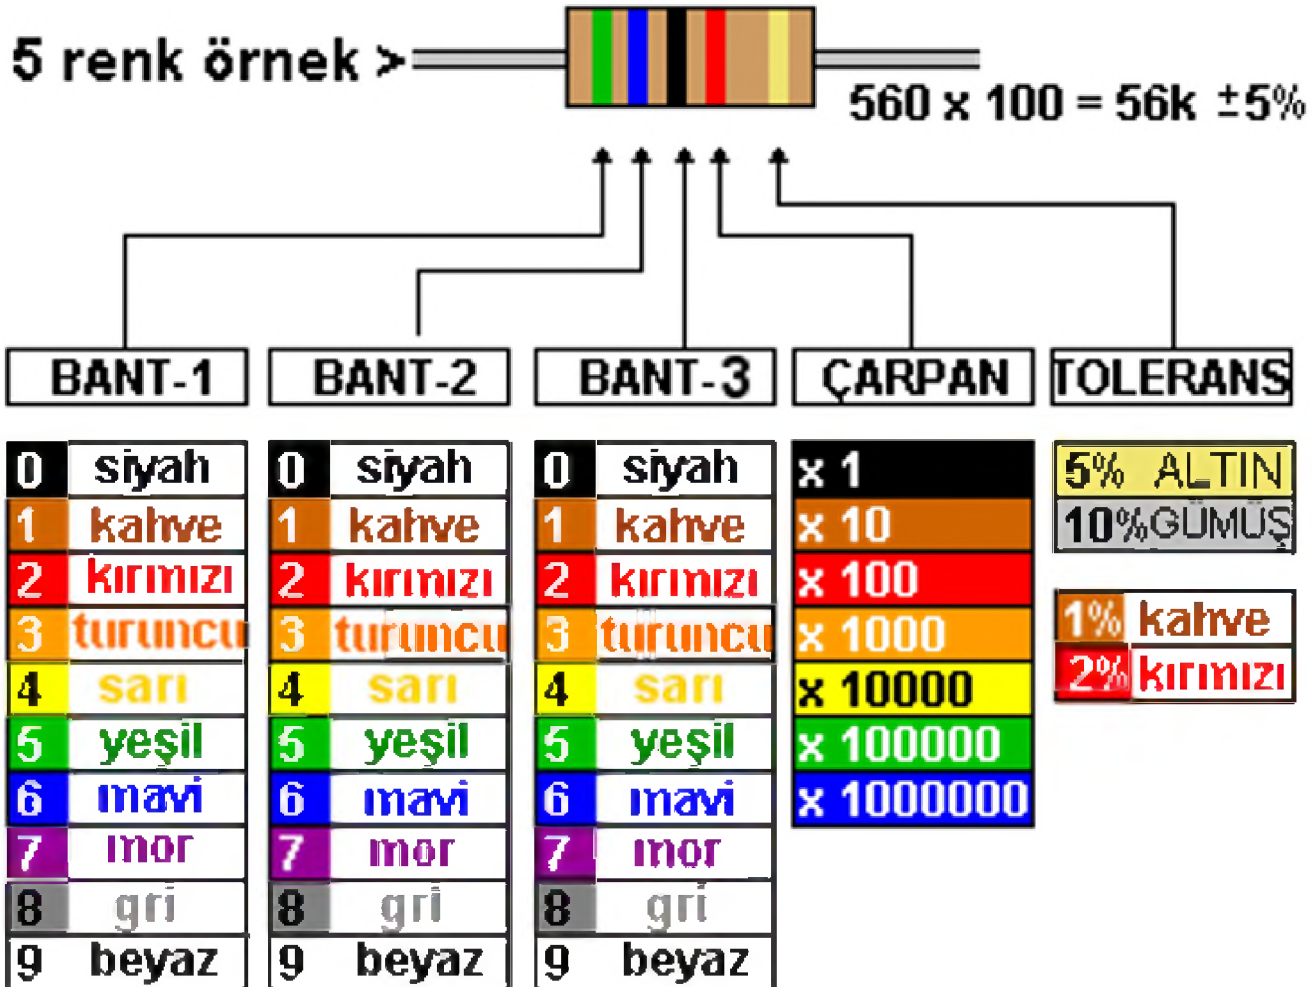 5 renk örnek >
560 x 100 = 56k ±5%
BANT-1 BANT-2 BANT-3 ÇARPAN TOLERANS
0 siyah 0 siyah 0 siyah x 1 5% ALTIN
1 kahve 1 kahve 1 kahve x 10 10% GÜMÜŞ
2 kırmızı 2 kırmızı 2 kırmızı x 100
3 turuncu 3 turuncu 3 turuncu x 1000 1% kahve
4 sarı 4 sarı 4 sarı x 10000 2% kırmızı
5 yeşil 5 yeşil 5 yeşil x 100000
6 mavi 6 mavi 6 mavi x 1000000
7 mor 7 mor 7 mor
8 gri 8 gri 8 gri
9 beyaz 9 beyaz 9 beyaz